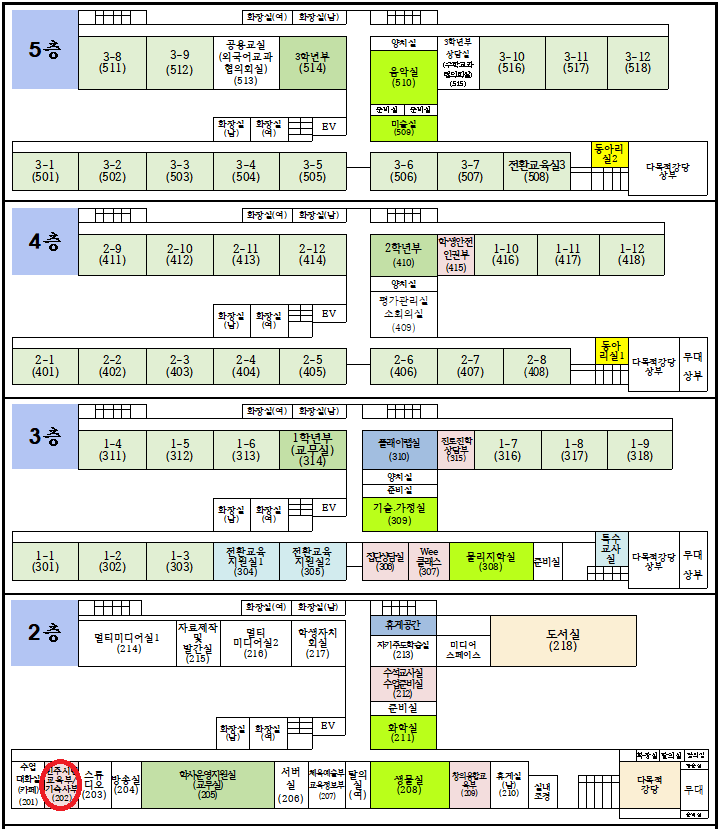 5층
화장실(여) 화장실(남)
3-8
(511)
3-9
(512)
공용교실
(외국어교과
협의회실)
(513)
3학년부
(514)
양치실
음악실
(510)
준비실 준비실
미술실
(509)
3학년부
상담실
(수학교과
협의회실)
(515)
3-10
(516)
3-11
(517)
3-12
(518)
화장실
(남)
화장실
(여)
EV
3-1
(501)
3-2
(502)
3-3
(503)
3-4
(504)
3-5
(505)
3-6
(506)
3-7
(507)
전환교육실3
(508)
동아리
실2
다목적강당
상부
4층
화장실(여) 화장실(남)
2-9
(411)
2-10
(412)
2-11
(413)
2-12
(414)
2학년부
(410)
학생안전
인권부
(415)
1-10
(416)
1-11
(417)
1-12
(418)
양치실
평가관리실
소회의실
(409)
화장실
(남)
화장실
(여)
EV
2-1
(401)
2-2
(402)
2-3
(403)
2-4
(404)
2-5
(405)
2-6
(406)
2-7
(407)
2-8
(408)
동아
리실1
다목적강당
상부
무대
상부
3층
화장실(여) 화장실(남)
1-4
(311)
1-5
(312)
1-6
(313)
1학년부
(교무실)
(314)
플레이랩실
(310)
진로진학
상담부
(315)
1-7
(316)
1-8
(317)
1-9
(318)
양치실
준비실
기술.가정실
(309)
화장실
(남)
화장실
(여)
EV
1-1
(301)
1-2
(302)
1-3
(303)
전환교육
지원실1
(304)
전환교육
지원실2
(305)
집단상담실
(306)
Wee
클래스
(307)
물리지학실
(308)
준비실
특수
교사
실
다목적강당
상부
무대
상부
2층
화장실(여) 화장실(남)
멀티미디어실1
(214)
자료제작
및
발간실
(215)
멀티
미디어실2
(216)
학생자치
회실
(217)
휴게공간
자기주도학습실
(213)
미디어
스페이스
도서실
(218)
수석교사실
수업준비실
(212)
준비실
화학실
(211)
화장실
(남)
화장실
(여)
EV
수업
대화실
(카페)
(201)
민주시민
교육부/
기숙사부
(202)
스튜
디오
(203)
방송실
(204)
학사운영지원실
(교무실)
(205)
서버
실
(206)
체육예술부
교육정보부
(207)
탈의
실
(여)
생물실
(208)
창의융합교
육부
(209)
휴게실
(남)
(210)
실내
조경
화장실 탈의실
다목적
강당
무대